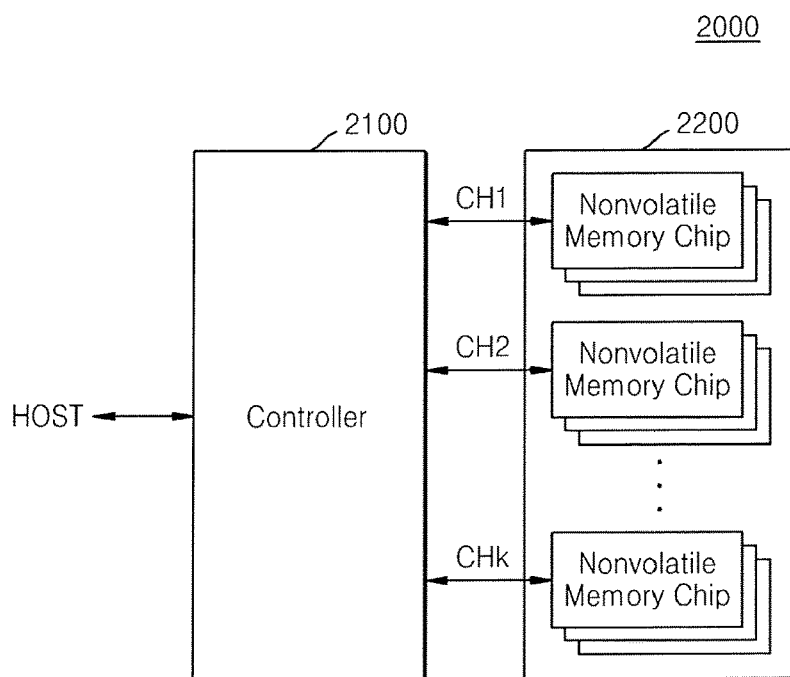 2000
2100
2200
CH1
Nonvolatile
Memory Chip
CH2
Nonvolatile
Memory Chip
HOST
Controller
CHk
Nonvolatile
Memory Chip